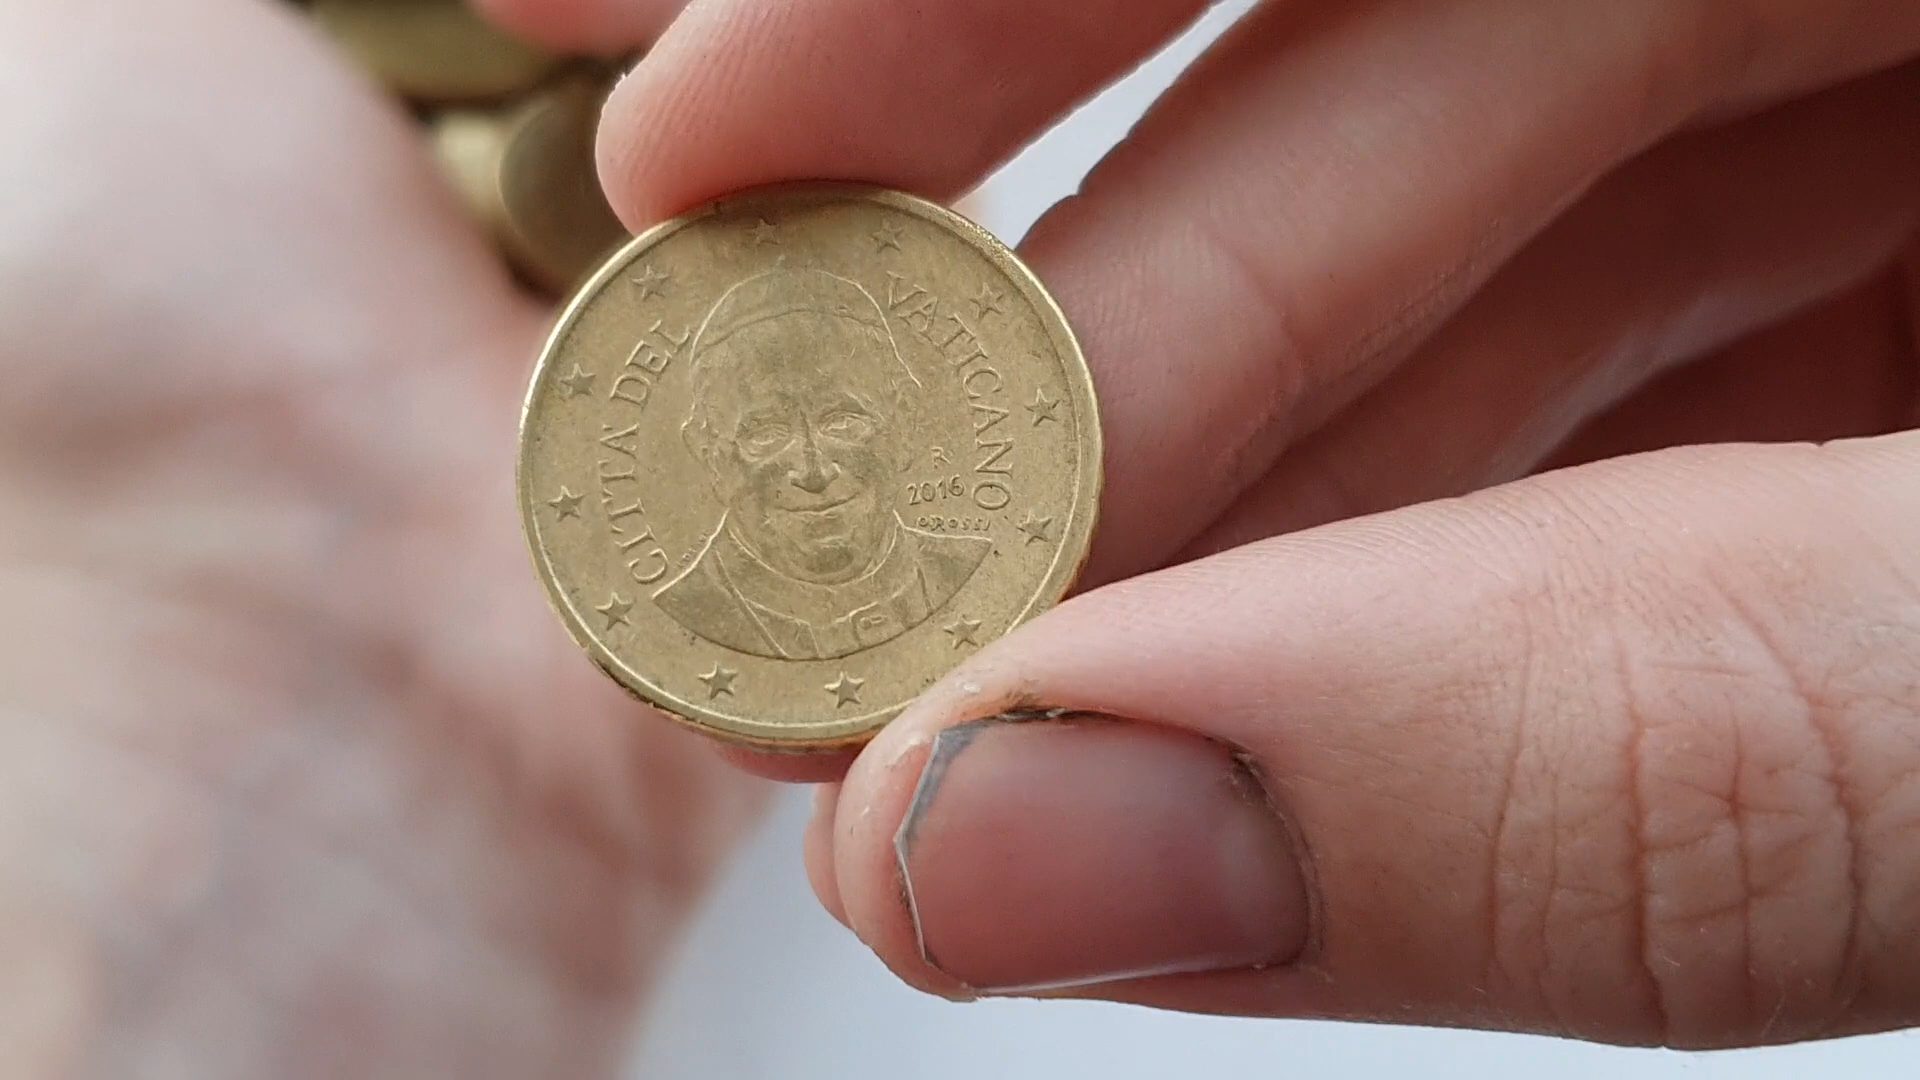 CITTA' DEL VATICANO
R
2016
O.ROSSI